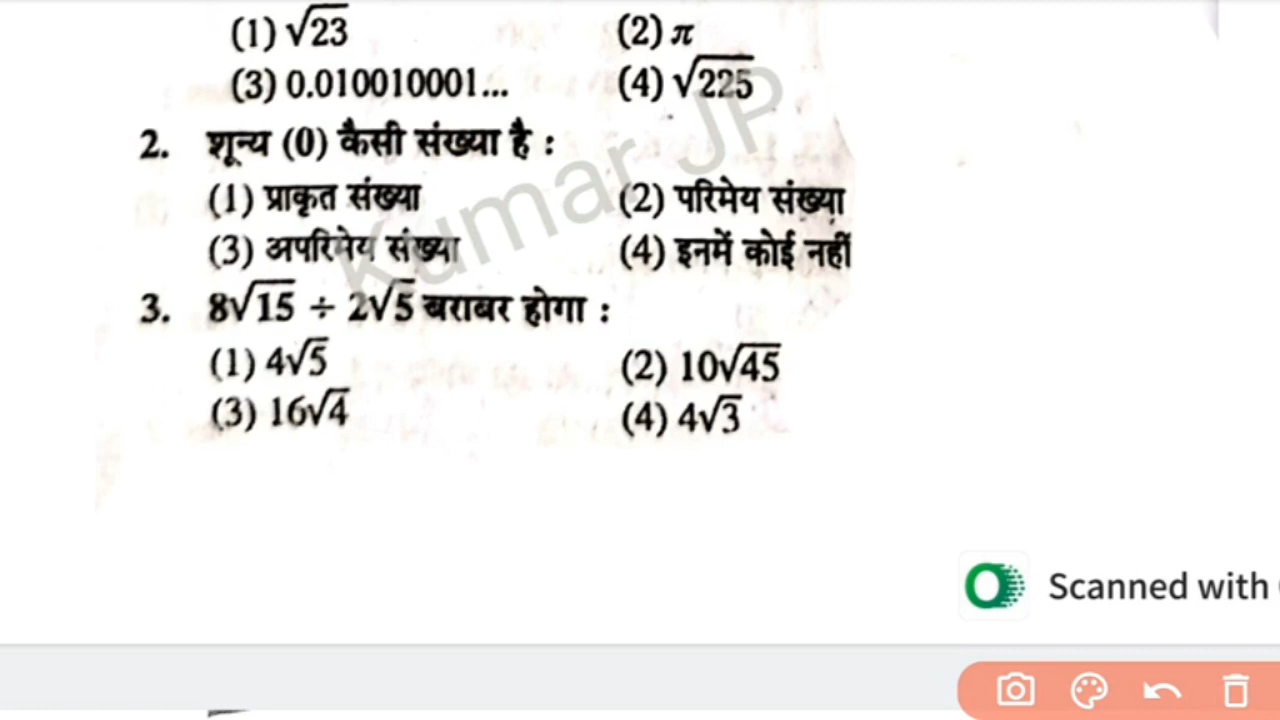 (1) √23 (2) π
(3) 0.010010001... (4) √225
2. शून्य (0) कैसी संख्या है :
(1) प्राकृत संख्या (2) परिमेय संख्या
(3) अपरिमेय संख्या (4) इनमें कोई नहीं
3. 8√15 ÷ 2√5 बराबर होगा :
(1) 4√5 (2) 10√45
(3) 16√4 (4) 4√3
Kumar JP
Scanned with